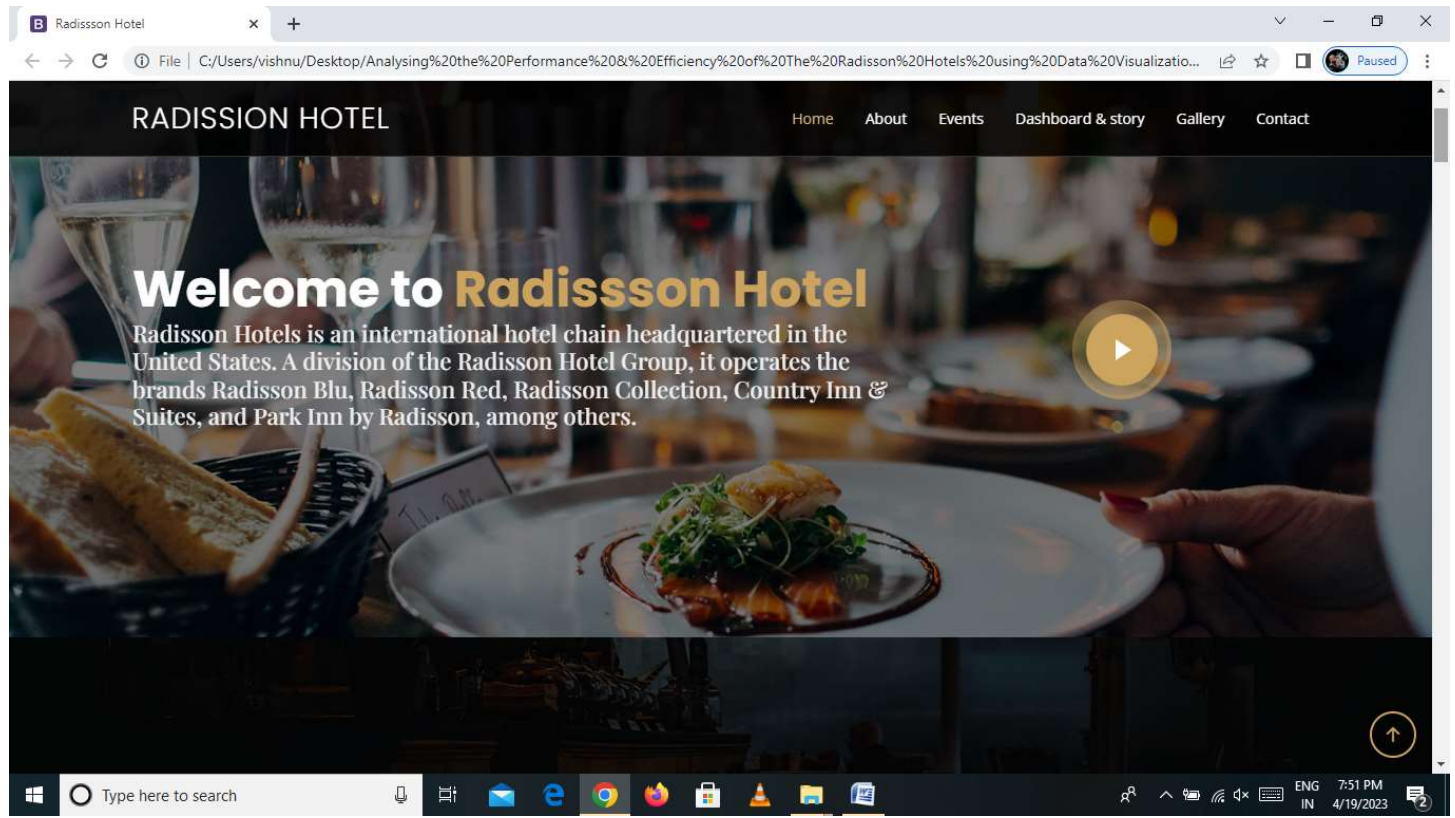 Radissson Hotel
File
C:/Users/vishnu/Desktop/Analysing%20the%20Performance%20&%20Efficiency%20of%20The%20Radisson%20Hotels%20using%20Data%20Visualizatio...
Paused
RADISSION HOTEL
Home About Events Dashboard & story Gallery Contact
Welcome to Radissson Hotel
Radisson Hotels is an international hotel chain headquartered in the
United States. A division of the Radisson Hotel Group, it operates the
brands Radisson Blu, Radisson Red, Radisson Collection, Country Inn &
Suites, and Park Inn by Radisson, among others.
Type here to search
ENG
IN
7:51 PM
4/19/2023
2